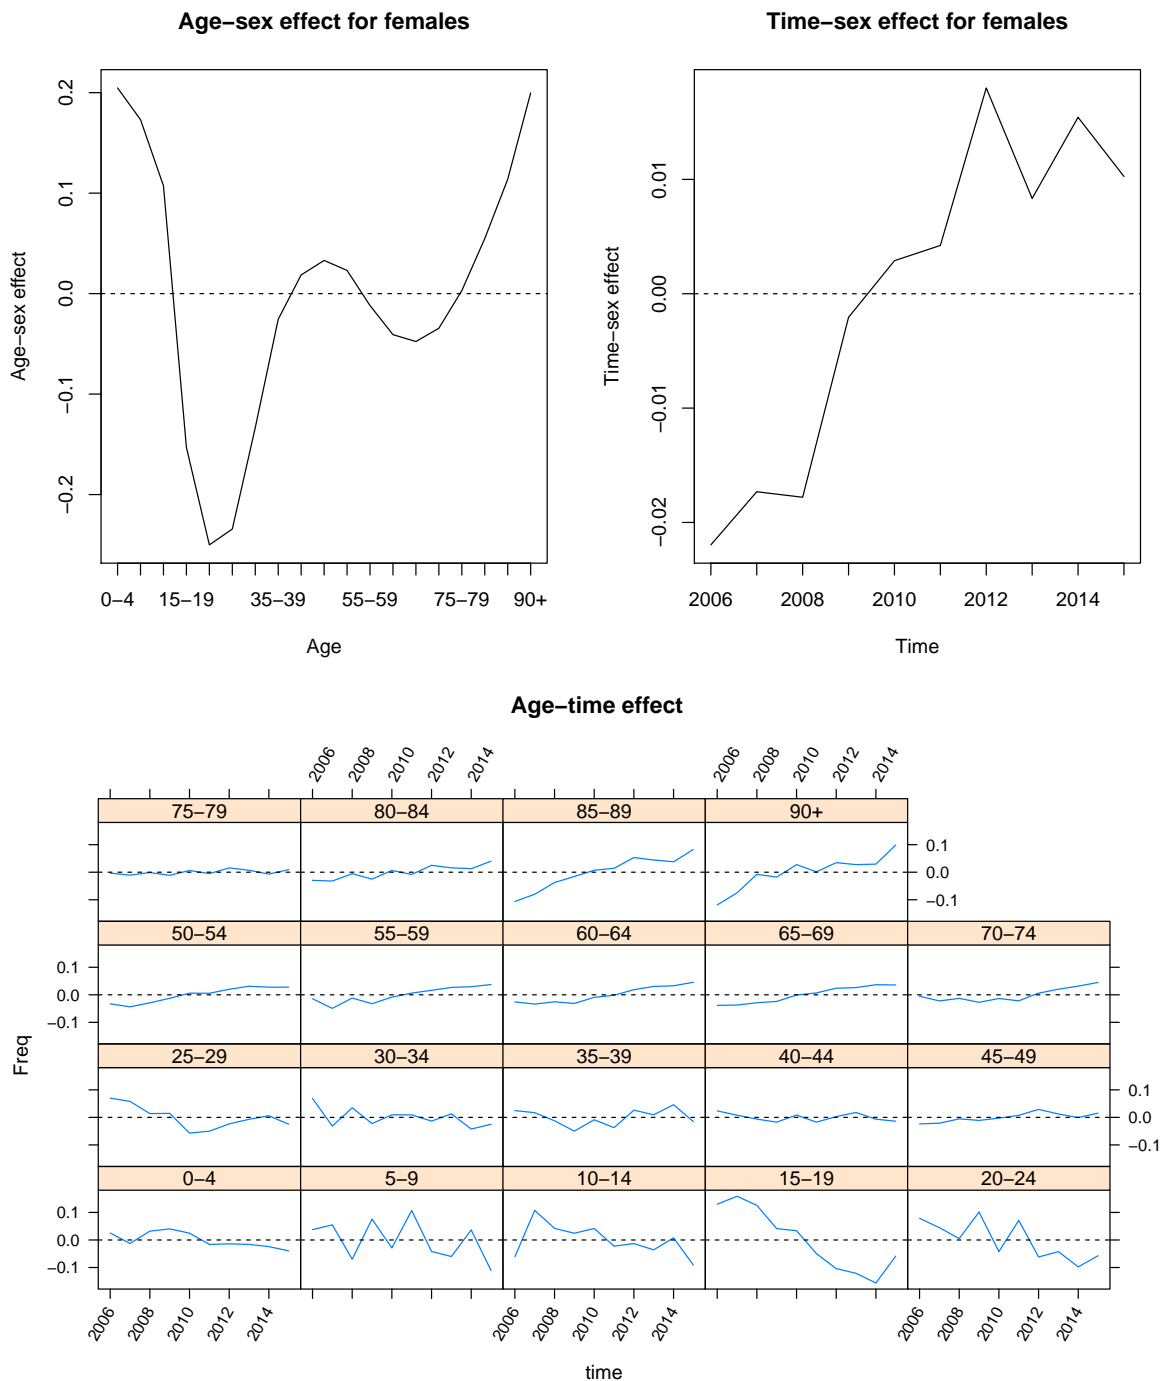 Age−sex effect for females
Age−sex effect
0.2
0.1
0.0
−0.1
−0.2
0−4 15−19 35−39 55−59 75−79 90+
Age
Time−sex effect for females
Time−sex effect
0.01
0.00
−0.01
−0.02
2006 2008 2010 2012 2014
Time
Age−time effect
2006 2008 2010 2012 2014
75−79 80−84 85−89 90+
0.1
0.0
−0.1
50−54 55−59 60−64 65−69 70−74
0.1
0.0
−0.1
Freq
25−29 30−34 35−39 40−44 45−49
0.1
0.0
−0.1
0−4 5−9 10−14 15−19 20−24
0.1
0.0
−0.1
2006 2008 2010 2012 2014 2006 2008 2010 2012 2014 2006 2008 2010 2012 2014
time